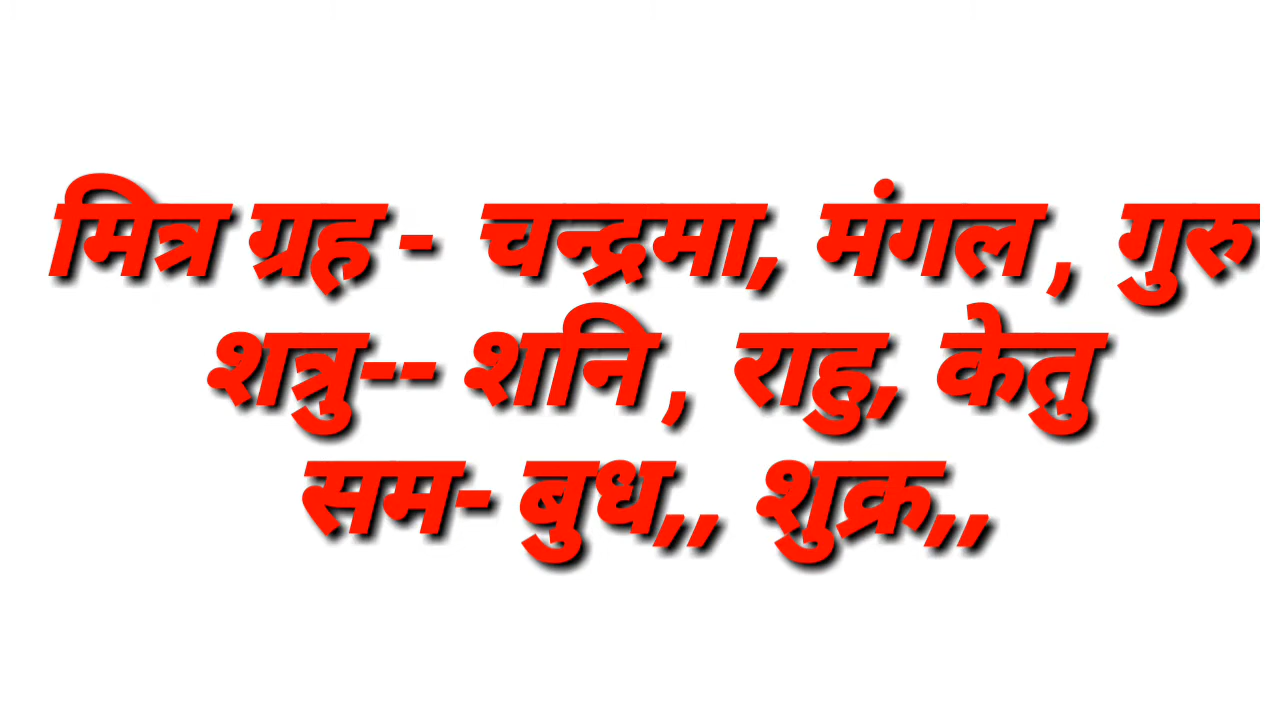 मित्र ग्रह - चन्द्रमा, मंगल , गुरु
शत्रु-- शनि , राहु, केतु
सम- बुध,, शुक्र,,